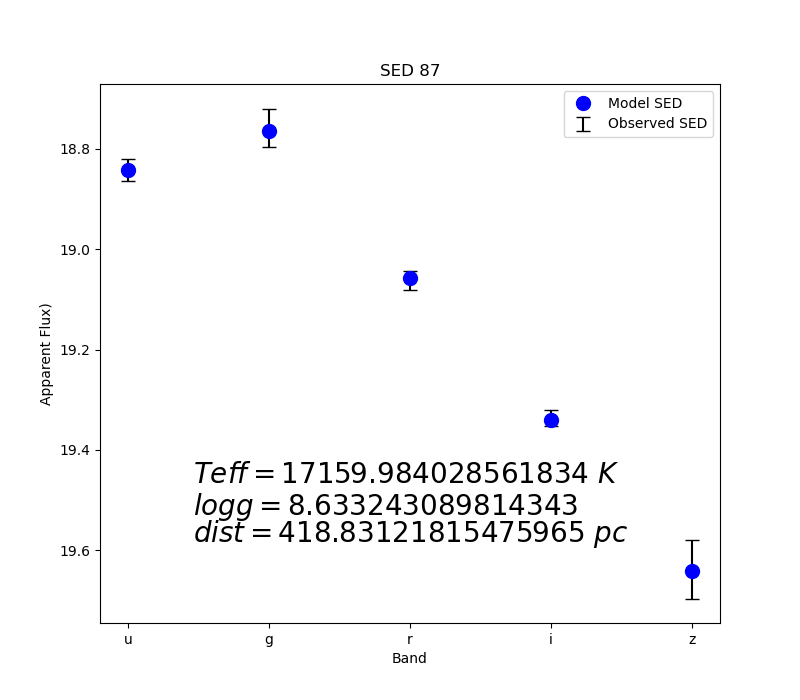 SED 87
Model SED
Observed SED
18.8
19.0
19.2
19.4
19.6
Apparent Flux)
Teff = 17159.984028561834 K
logg = 8.633243089814343
dist = 418.83121815475965 pc
u g r i z
Band